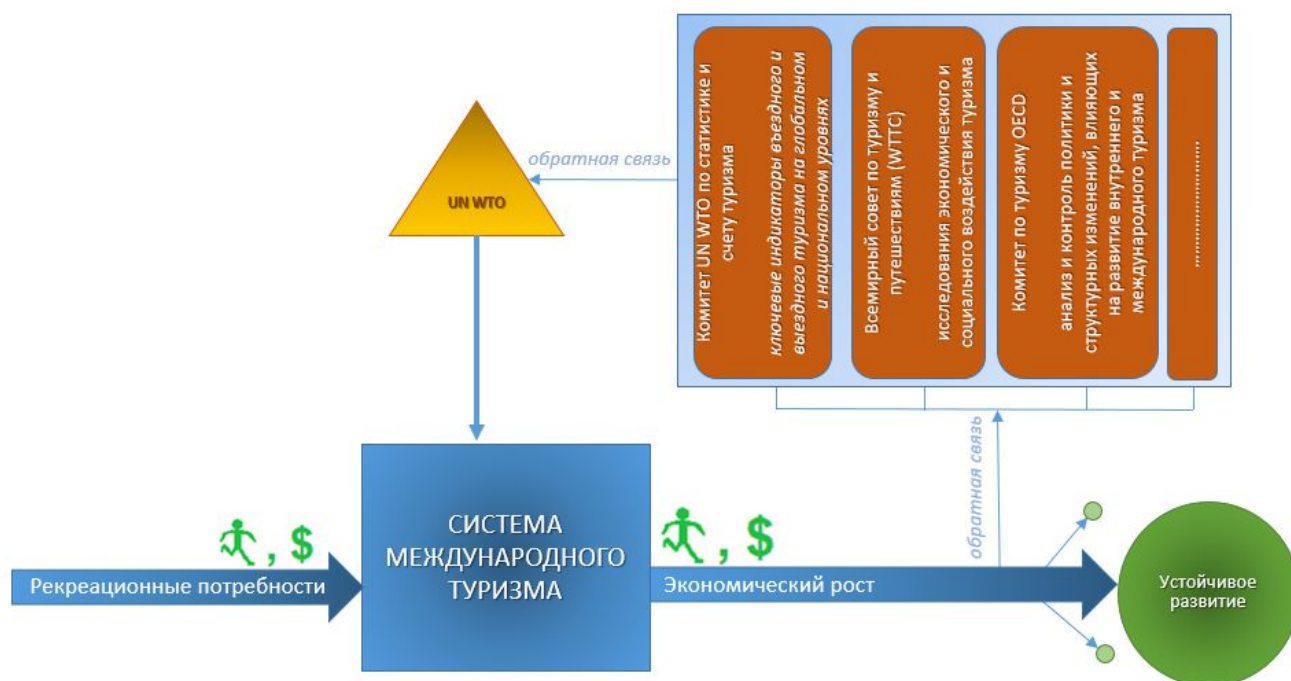 Комитет UN WTO по статистике и
счету туризма
ключевые индикаторы въездного и
выездного туризма на глобальном
и национальном уровнях
Всемирный совет по туризму и
путешествиям (WTTC)
исследования экономического и
социального воздействия туризма
Комитет по туризму OECD
анализ и контроль политики и
структурных изменений, влияющих
на развитие внутреннего и
международного туризма
..............................
обратная связь
UN WTO
обратная связь
СИСТЕМА
МЕЖДУНАРОДНОГО
ТУРИЗМА
, $
, $
Рекреационные потребности
Экономический рост
Устойчивое
развитие